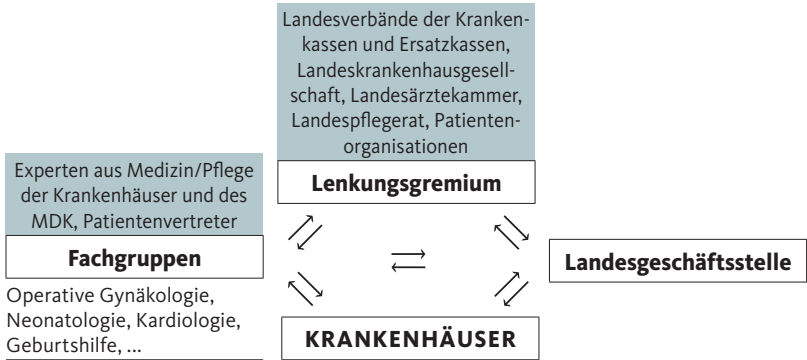 Landesverbände der Kranken-
kassen und Ersatzkassen,
Landeskrankenhausgesell-
schaft, Landesärztekammer,
Landespflegerat, Patienten-
organisationen
Lenkungsgremium
Experten aus Medizin/Pflege
der Krankenhäuser und des
MDK, Patientenvertreter
Fachgruppen
Operative Gynäkologie,
Neonatologie, Kardiologie,
Geburtshilfe, ...
Landesgeschäftsstelle
KRANKENHÄUSER